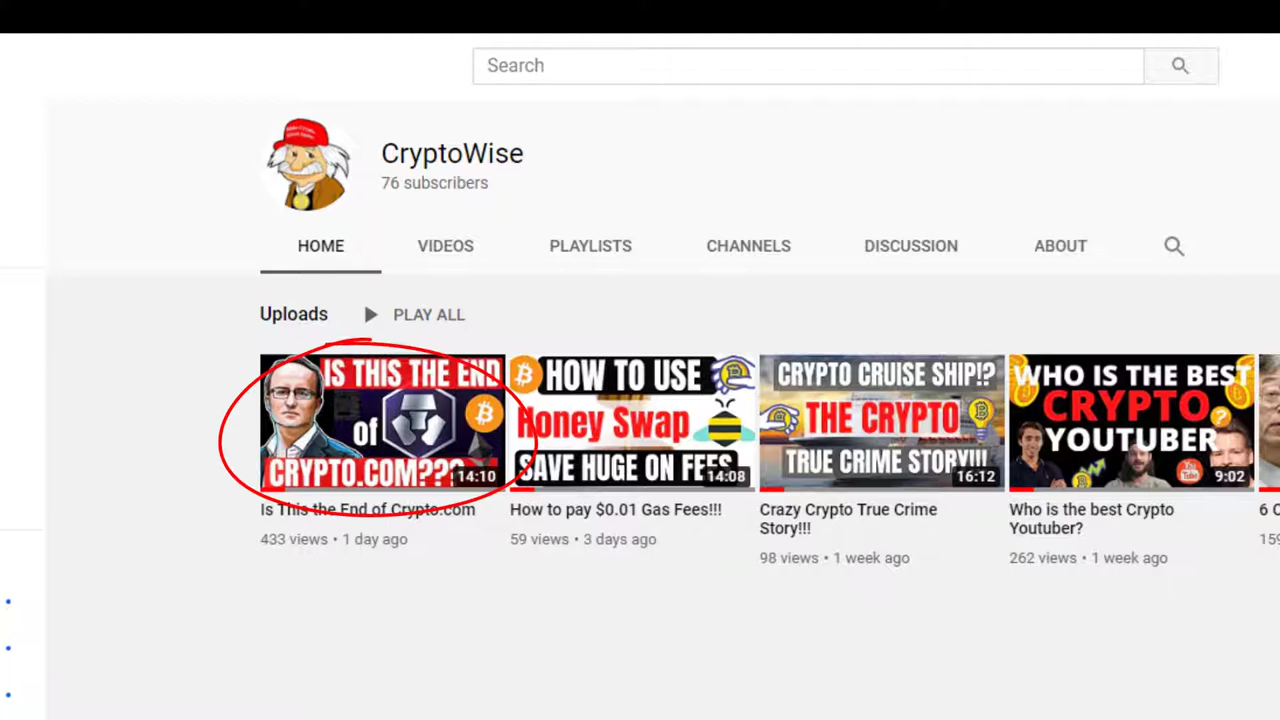 Search
CryptoWise
76 subscribers
HOME VIDEOS PLAYLISTS CHANNELS DISCUSSION ABOUT
Uploads PLAY ALL
IS THIS THE END
of
CRYPTO.COM???
14:10
HOW TO USE
Honey Swap
SAVE HUGE ON FEES
14:08
CRYPTO CRUISE SHIP!?
THE CRYPTO
TRUE CRIME STORY!!!
16:12
WHO IS THE BEST
CRYPTO
YOUTUBER
?
YouTube
9:02
Is This the End of Crypto.com
433 views • 1 day ago
How to pay $0.01 Gas Fees!!!
59 views • 3 days ago
Crazy Crypto True Crime
Story!!!
98 views • 1 week ago
Who is the best Crypto
Youtuber?
262 views • 1 week ago
6 C
159